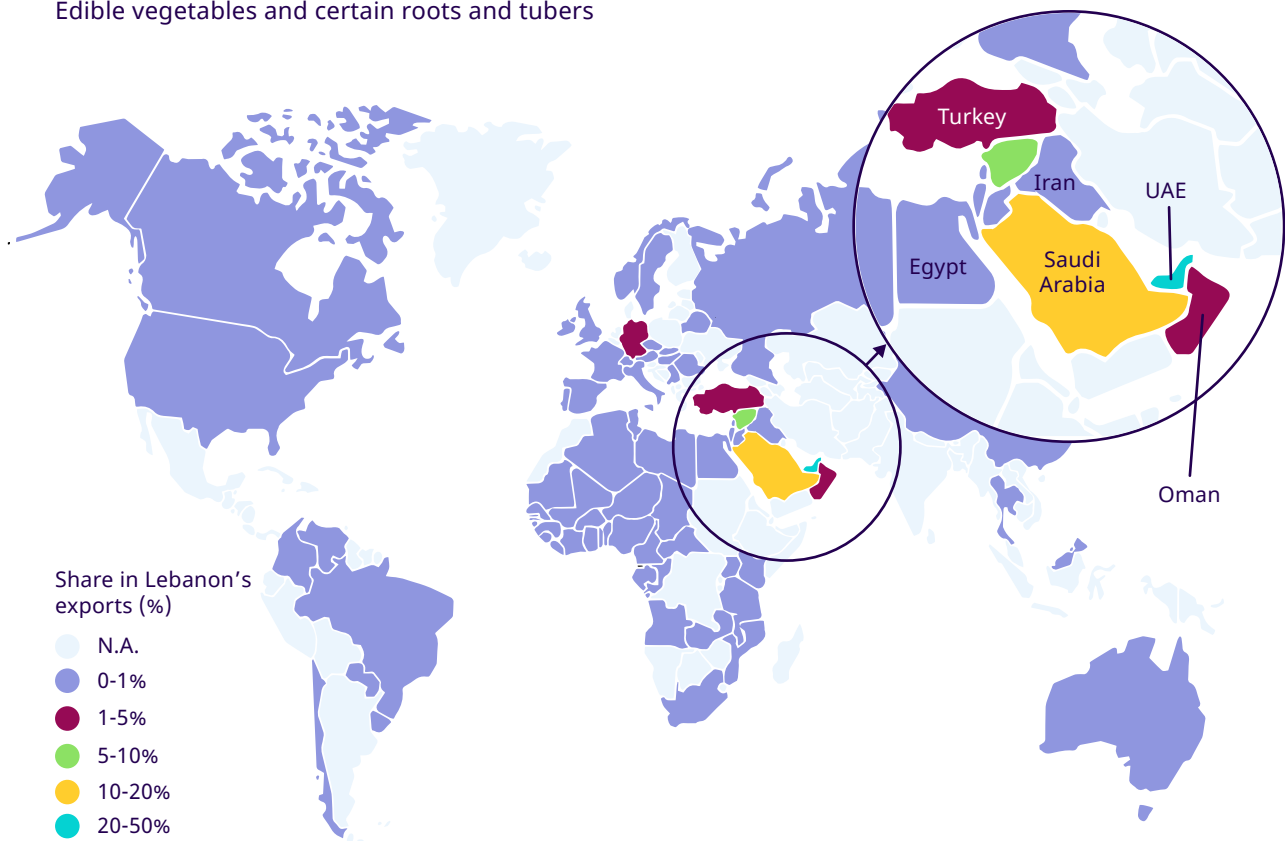 Edible vegetables and certain roots and tubers
Turkey
Iran
UAE
Egypt
Saudi
Arabia
Oman
Share in Lebanon’s
exports (%)
N.A.
0-1%
1-5%
5-10%
10-20%
20-50%